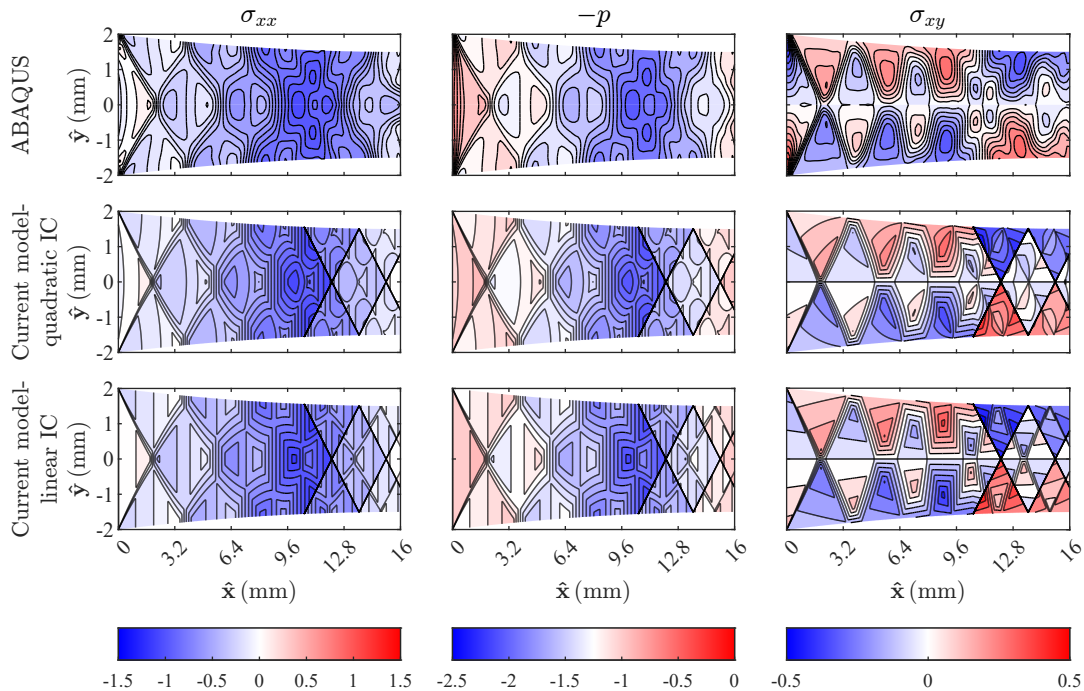 σxx −p σxy
ABAQUS
ŷ (mm)
2
1
0
-1
-2
Current model-
quadratic IC
ŷ (mm)
2
1
0
-1
-2
Current model-
linear IC
ŷ (mm)
2
1
0
-1
-2
0 3.2 6.4 9.6 12.8 16 0 3.2 6.4 9.6 12.8 16 0 3.2 6.4 9.6 12.8 16
x̂ (mm) x̂ (mm) x̂ (mm)
-1.5 -1 -0.5 0 0.5 1 1.5 -2.5 -2 -1.5 -1 -0.5 0 -0.5 0 0.5